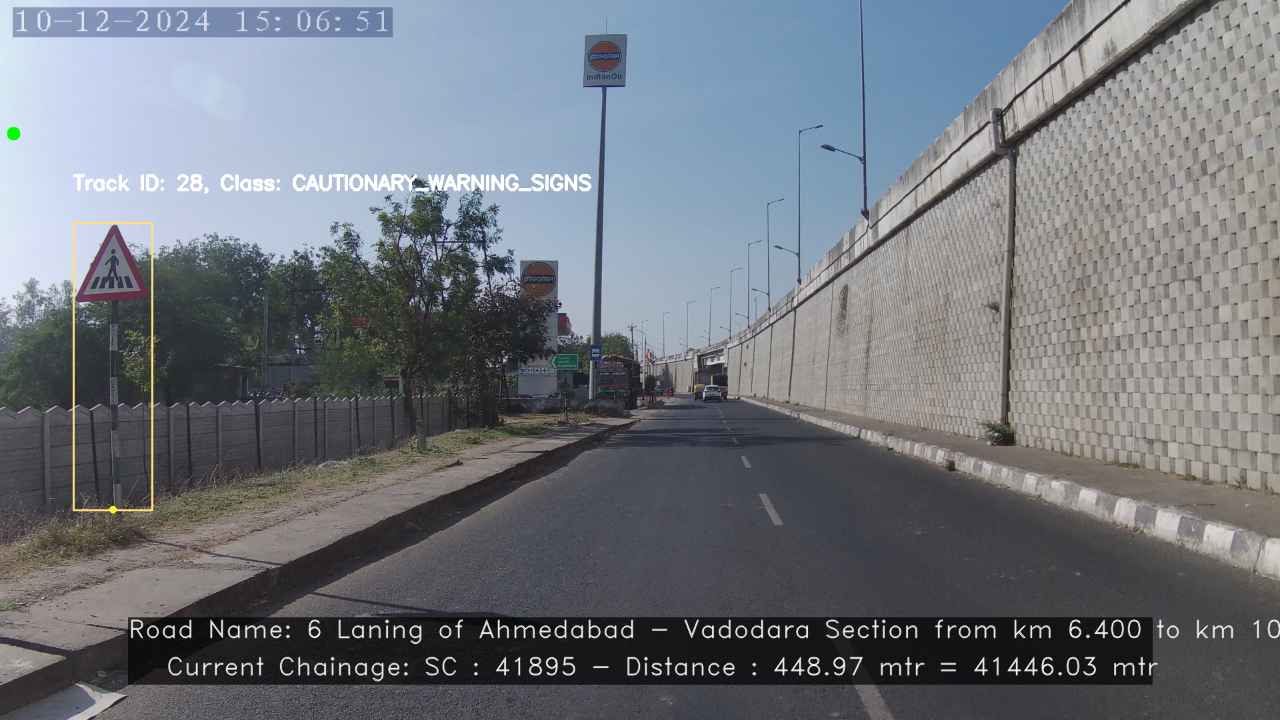 10-12-2024 15:06:51
IndianOil
Track ID: 28, Class: CAUTIONARY_WARNING_SIGNS
Road Name: 6 Laning of Ahmedabad - Vadodara Section from km 6.400 to km 10
Current Chainage: SC : 41895 - Distance : 448.97 mtr = 41446.03 mtr